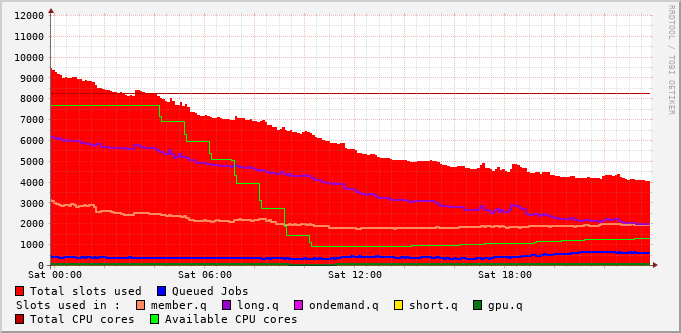 12000
11000
10000
9000
8000
7000
6000
5000
4000
3000
2000
1000
0
Sat 00:00 Sat 06:00 Sat 12:00 Sat 18:00
RRDTOOL / TOBI OETIKER
Total slots used Queued Jobs
Slots used in : member.q long.q ondemand.q short.q gpu.q
Total CPU cores Available CPU cores